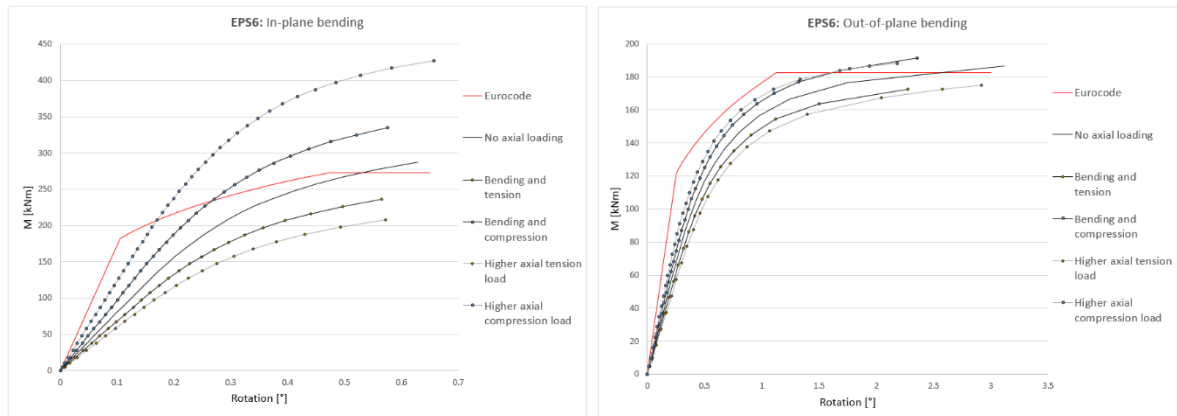 EPS6: In-plane bending
450
400
350
300
250
200
150
100
50
0
M [kNm]
0 0.1 0.2 0.3 0.4 0.5 0.6 0.7
Rotation [°]
Eurocode
No axial loading
Bending and
tension
Bending and
compression
Higher axial tension
load
Higher axial
compression load
EPS6: Out-of-plane bending
200
180
160
140
120
100
80
60
40
20
0
M [kNm]
0 0.5 1 1.5 2 2.5 3 3.5
Rotation [°]
Eurocode
No axial loading
Bending and
tension
Bending and
compression
Higher axial tension
load
Higher axial
compression load